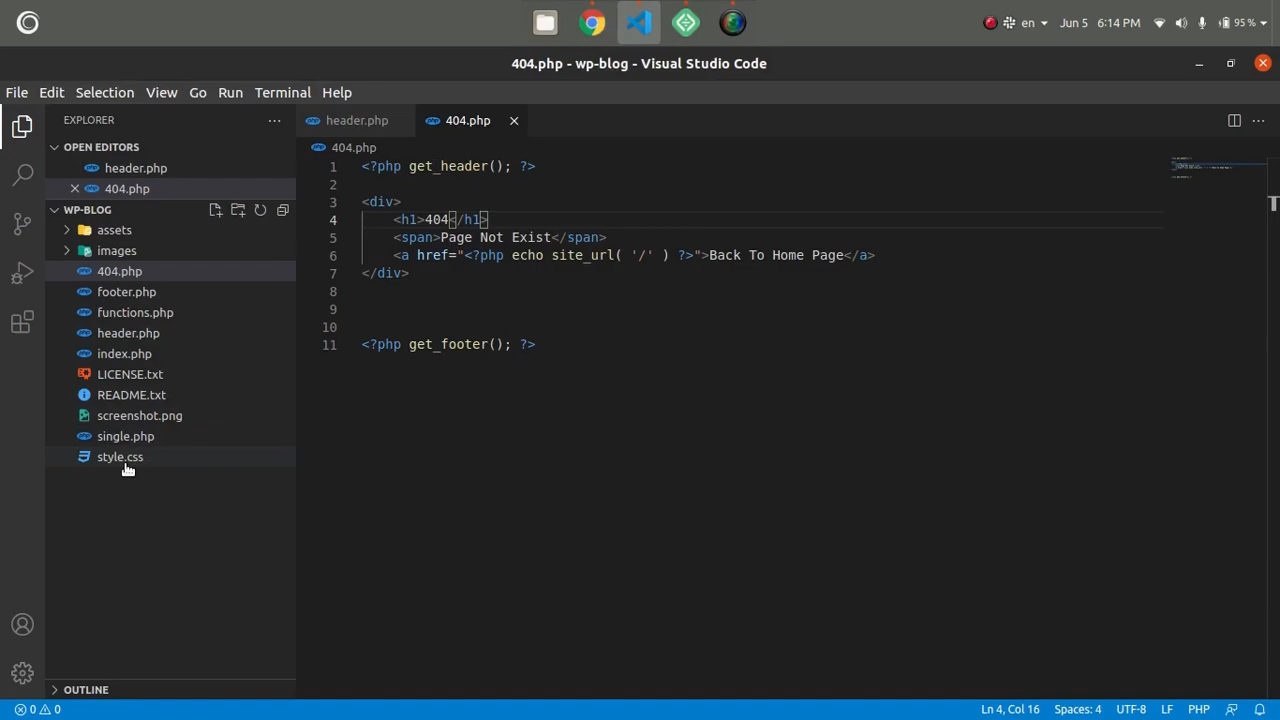 en
Jun 5 6:14 PM
95 %
404.php - wp-blog - Visual Studio Code
File Edit Selection View Go Run Terminal Help
EXPLORER
OPEN EDITORS
header.php
404.php
WP-BLOG
assets
images
404.php
footer.php
functions.php
header.php
index.php
LICENSE.txt
README.txt
screenshot.png
single.php
style.css
OUTLINE
header.php 404.php
404.php
1 <?php get_header(); ?>
2
3 <div>
4 <h1>404</h1>
5 <span>Page Not Exist</span>
6 <a href="<?php echo site_url( '/' ) ?>">Back To Home Page</a>
7 </div>
8
9
10
11 <?php get_footer(); ?>
0 0
Ln 4, Col 16 Spaces: 4 UTF-8 LF PHP